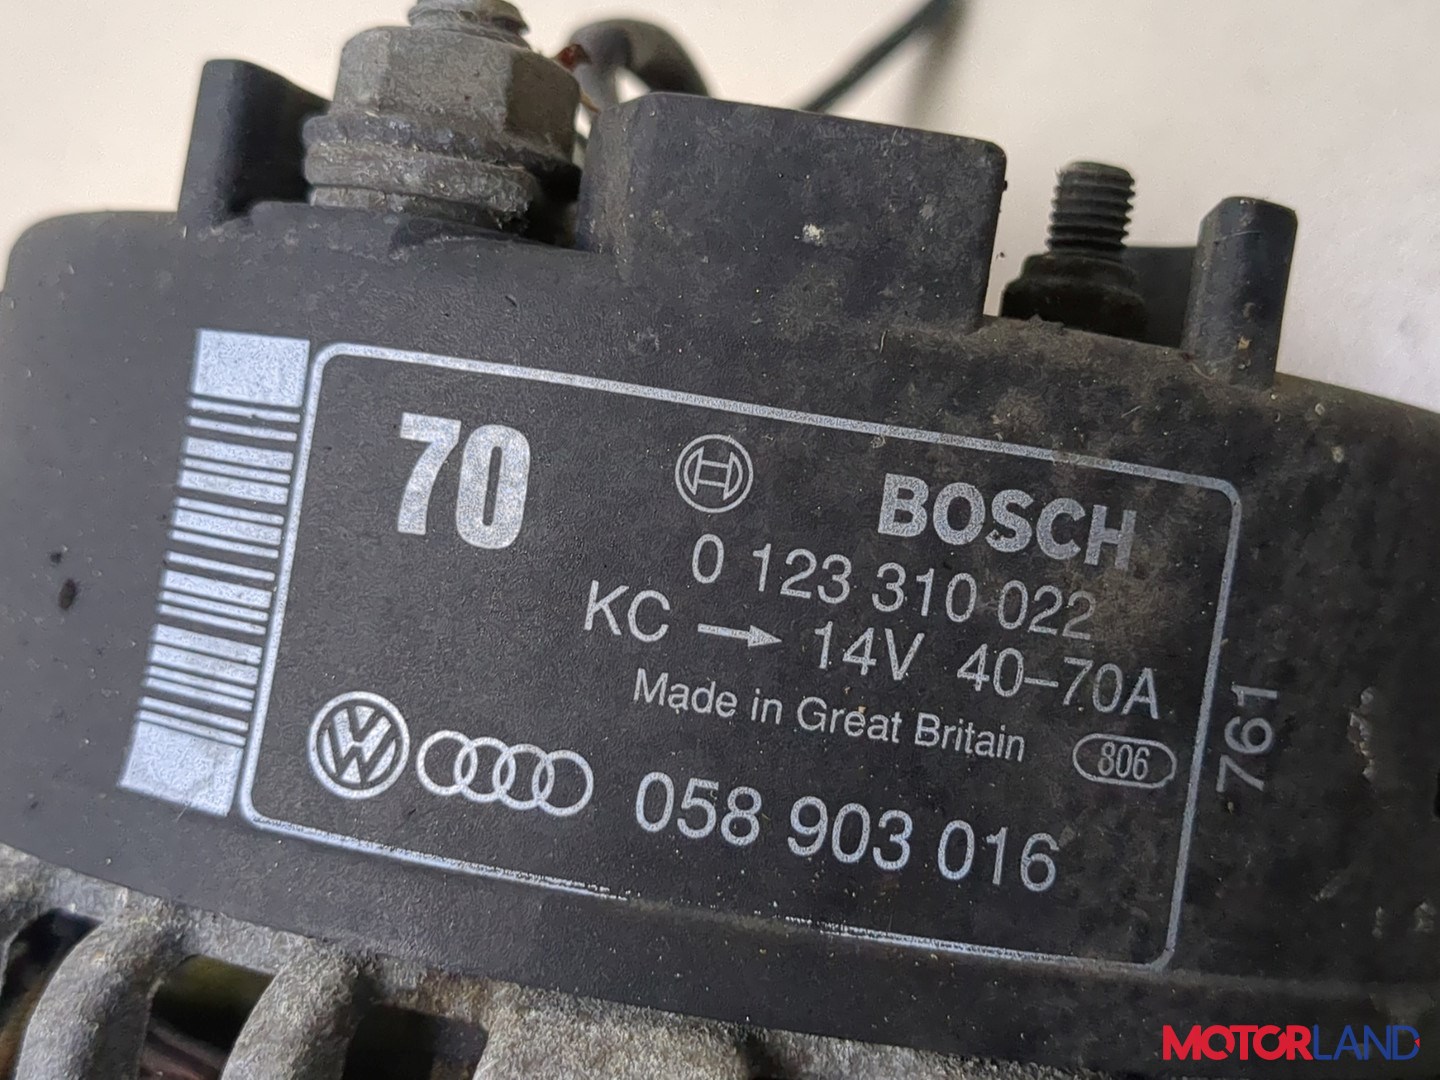 70
BOSCH
0 123 310 022
KC → 14V 40–70A
Made in Great Britain 806
058 903 016
761
MOTORLAND